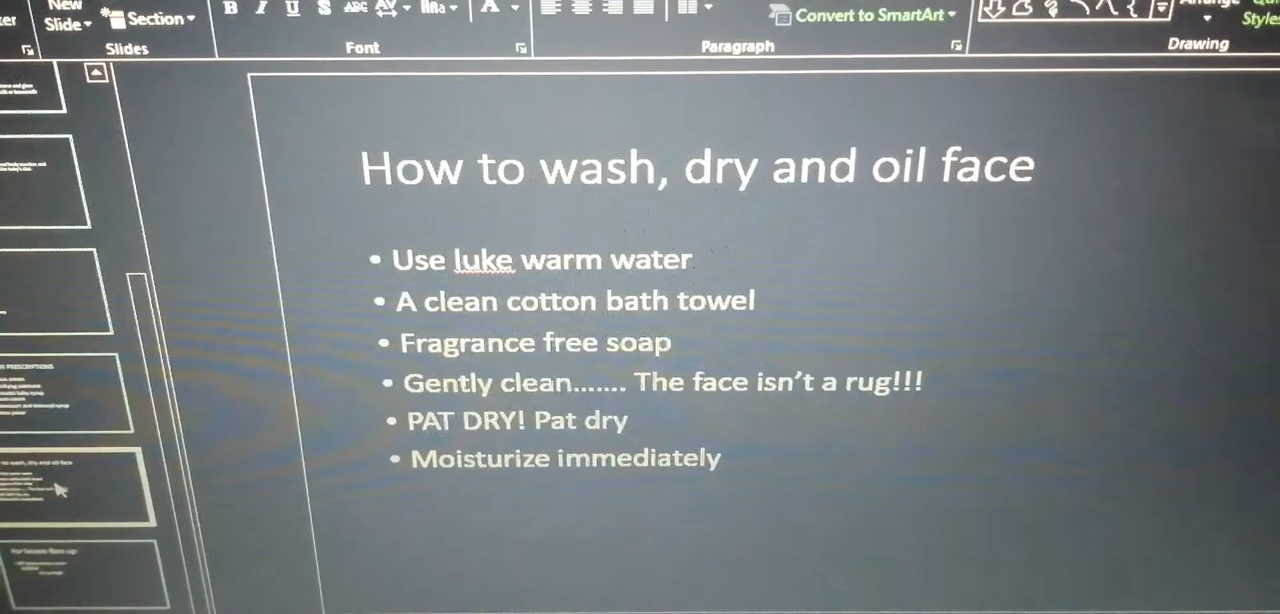 New
Slide
Section
Slides
B I U S ABC AV
Font
A
Convert to SmartArt
Paragraph
Drawing
How to wash, dry and oil face
• Use luke warm water
• A clean cotton bath towel
• Fragrance free soap
• Gently clean....... The face isn't a rug!!!
• PAT DRY! Pat dry
• Moisturize immediately